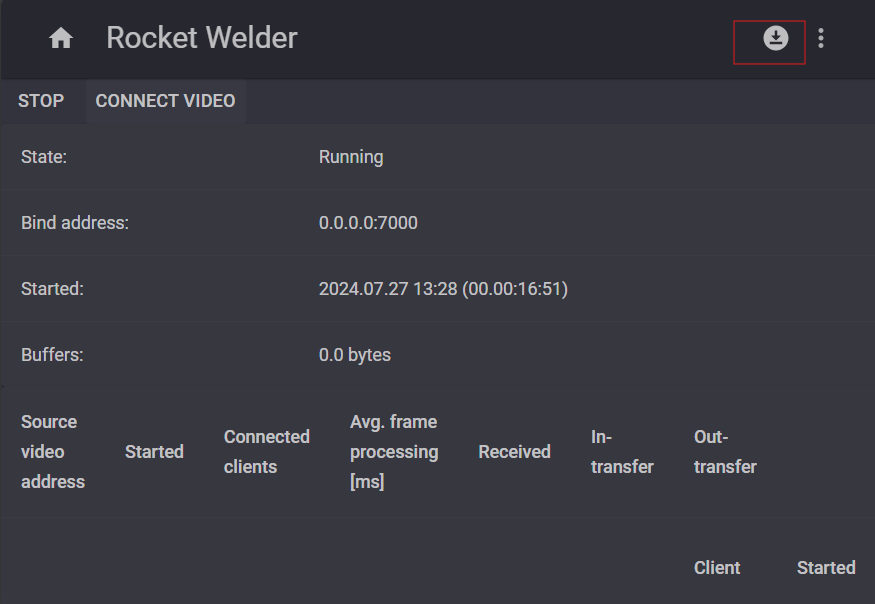 Rocket Welder
STOP CONNECT VIDEO
State: Running
Bind address: 0.0.0.0:7000
Started: 2024.07.27 13:28 (00.00:16:51)
Buffers: 0.0 bytes
Source
video
address
Started
Connected
clients
Avg. frame
processing
[ms]
Received
In-
transfer
Out-
transfer
Client Started